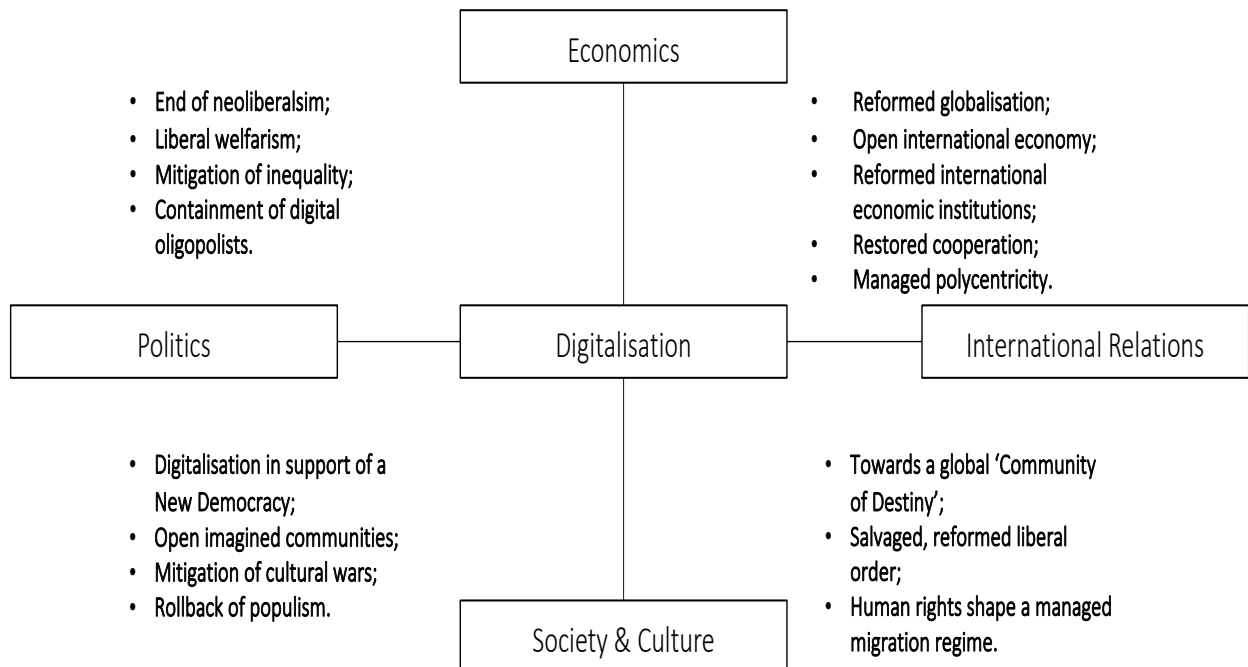 Economics
• End of neoliberalsim;
• Liberal welfarism;
• Mitigation of inequality;
• Containment of digital
oligopolists.
• Reformed globalisation;
• Open international economy;
• Reformed international
economic institutions;
• Restored cooperation;
• Managed polycentricity.
Politics
Digitalisation
International Relations
• Digitalisation in support of a
New Democracy;
• Open imagined communities;
• Mitigation of cultural wars;
• Rollback of populism.
• Towards a global ‘Community
of Destiny’;
• Salvaged, reformed liberal
order;
• Human rights shape a managed
migration regime.
Society & Culture